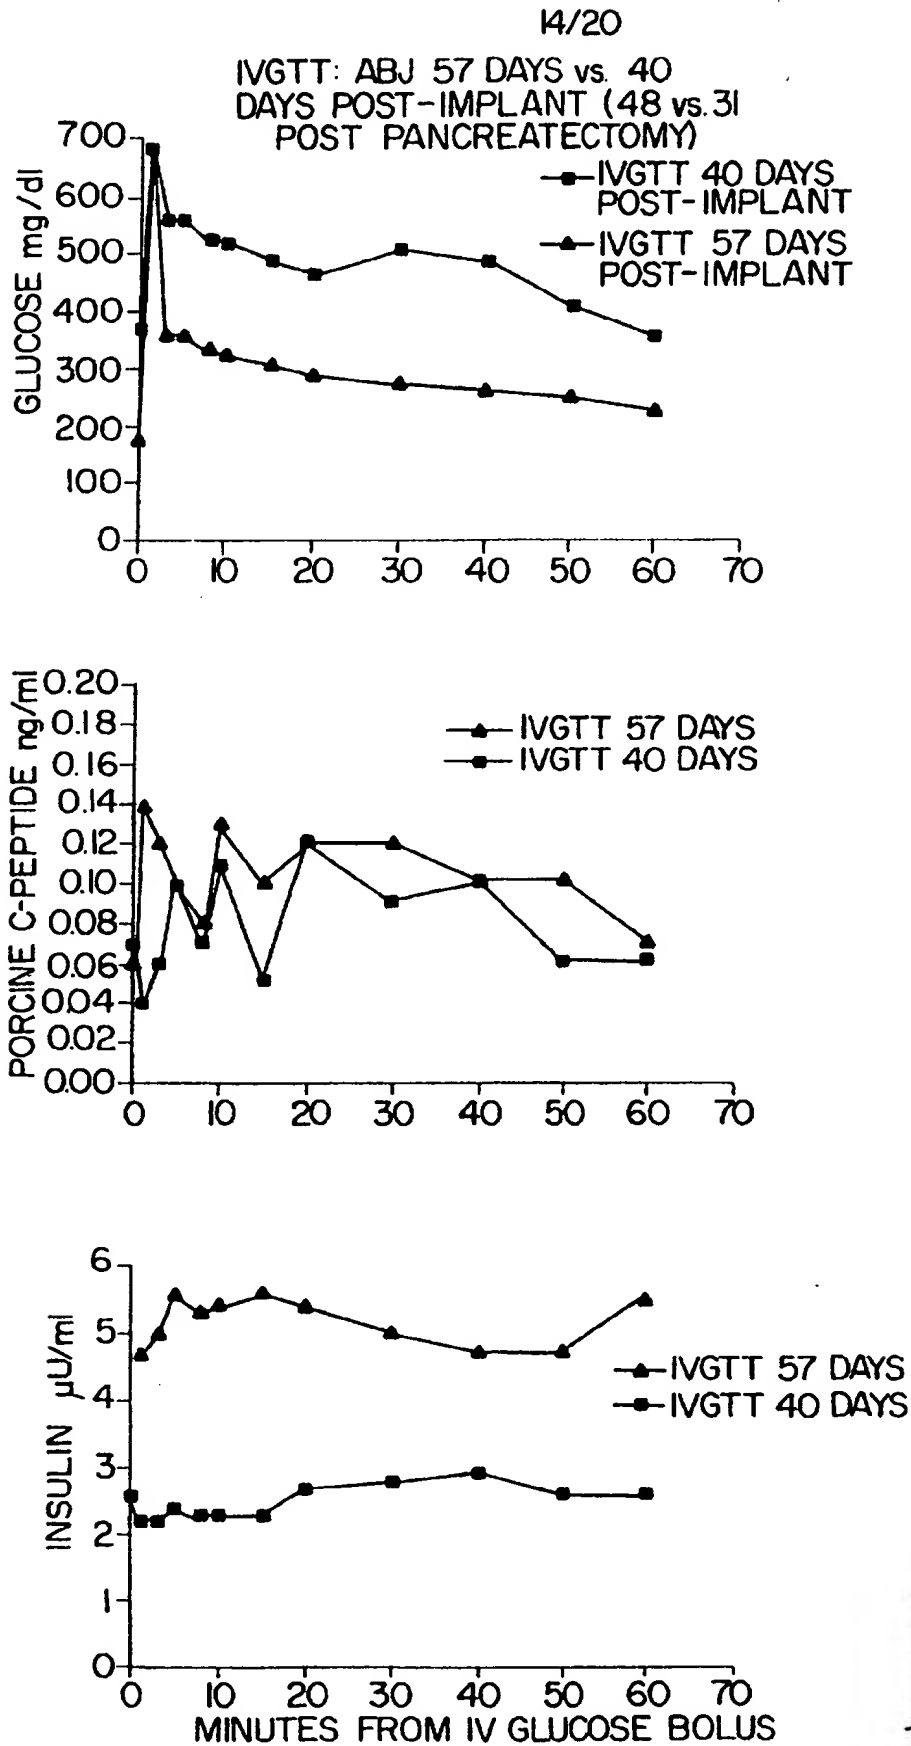 14/20
IVGTT: ABJ 57 DAYS vs. 40
DAYS POST-IMPLANT (48 vs. 31
POST PANCREATECTOMY)
IVGTT 40 DAYS
POST-IMPLANT
IVGTT 57 DAYS
POST-IMPLANT
GLUCOSE mg/dl
700
600
500
400
300
200
100
0
0 10 20 30 40 50 60 70
IVGTT 57 DAYS
IVGTT 40 DAYS
PORCINE C-PEPTIDE ng/ml
0.20
0.18
0.16
0.14
0.12
0.10
0.08
0.06
0.04
0.02
0.00
0 10 20 30 40 50 60 70
IVGTT 57 DAYS
IVGTT 40 DAYS
INSULIN µU/ml
6
5
4
3
2
1
0
0 10 20 30 40 50 60 70
MINUTES FROM IV GLUCOSE BOLUS